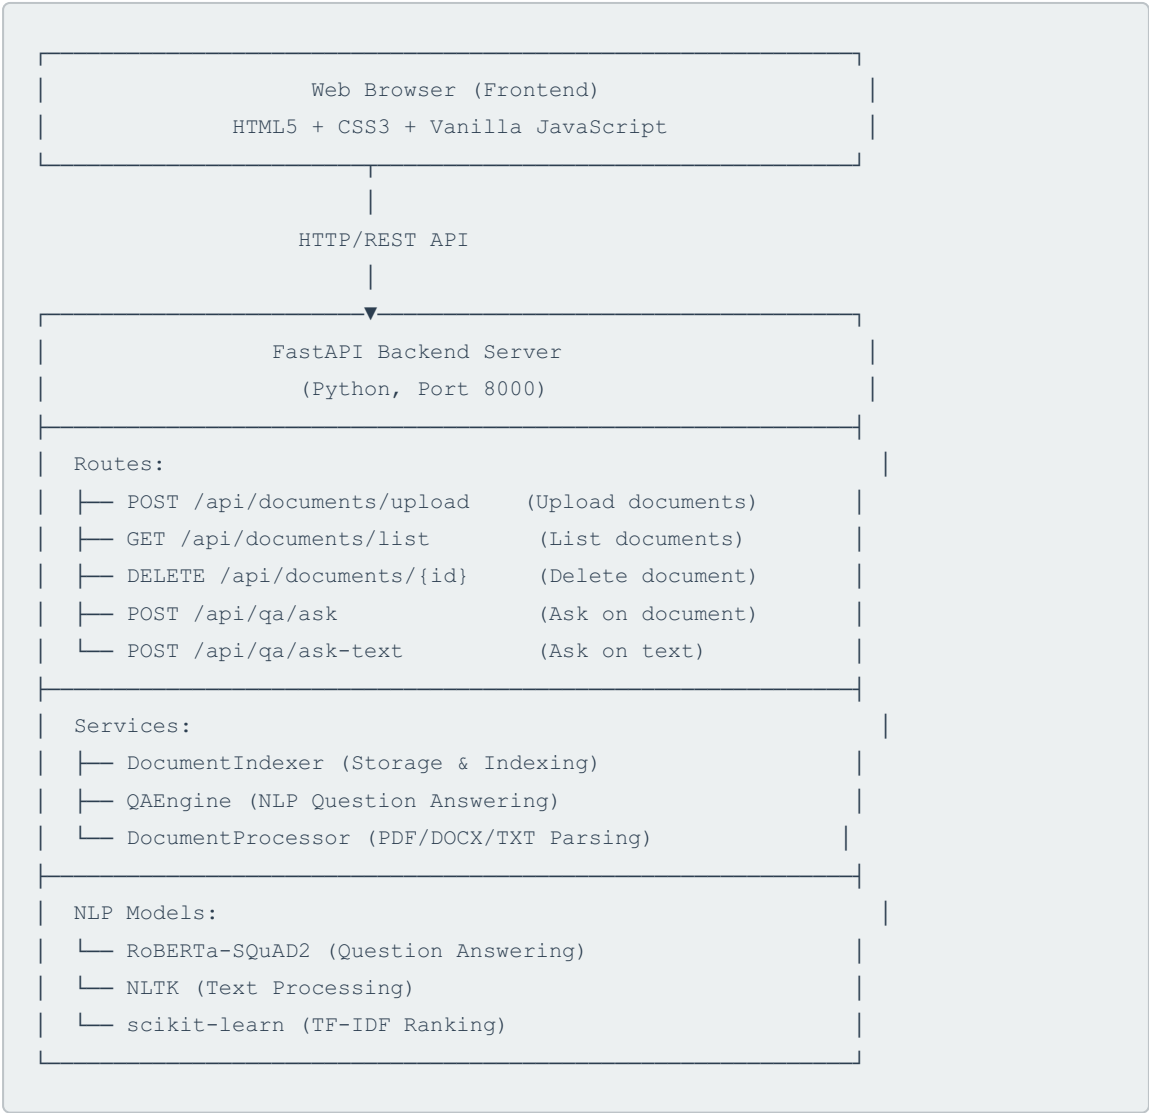 Web Browser (Frontend)
HTML5 + CSS3 + Vanilla JavaScript
HTTP/REST API
▼
FastAPI Backend Server
(Python, Port 8000)
Routes:
├── POST /api/documents/upload (Upload documents)
├── GET /api/documents/list (List documents)
├── DELETE /api/documents/{id} (Delete document)
├── POST /api/qa/ask (Ask on document)
└── POST /api/qa/ask-text (Ask on text)
Services:
├── DocumentIndexer (Storage & Indexing)
├── QAEngine (NLP Question Answering)
└── DocumentProcessor (PDF/DOCX/TXT Parsing)
NLP Models:
└── RoBERTa-SQuAD2 (Question Answering)
└── NLTK (Text Processing)
└── scikit-learn (TF-IDF Ranking)